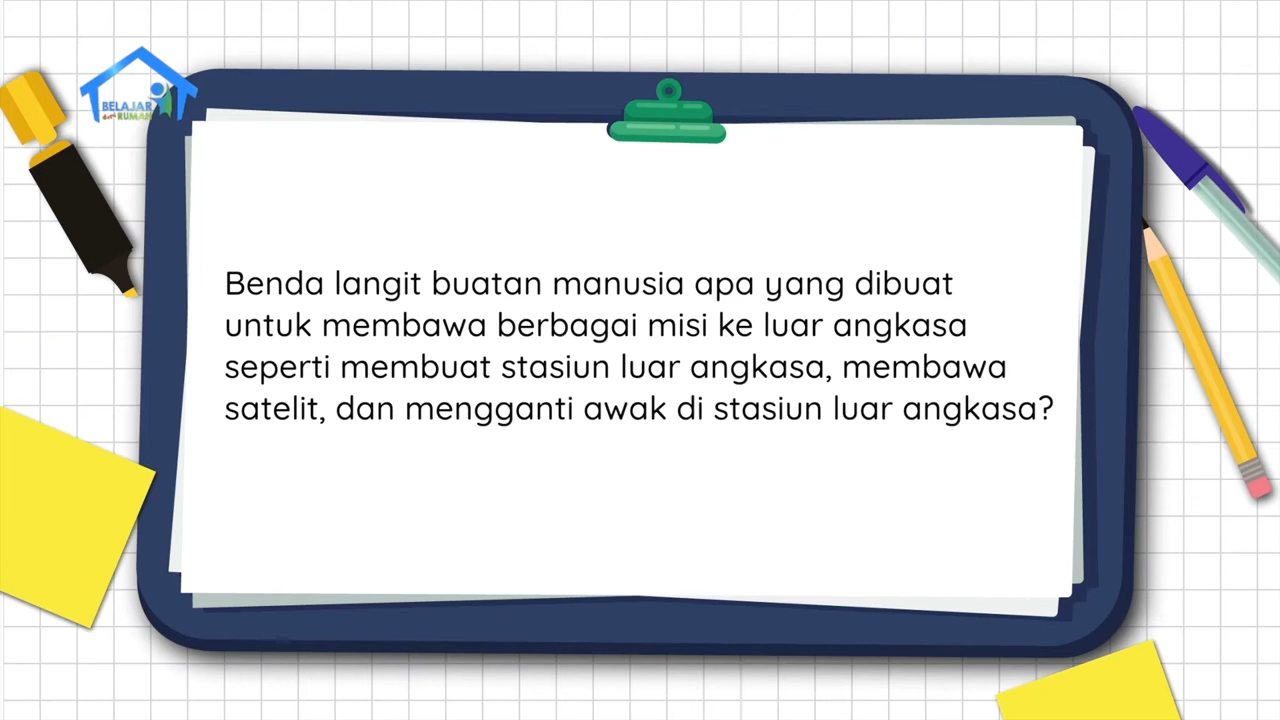 BELAJAR
dari RUMAH
Benda langit buatan manusia apa yang dibuat
untuk membawa berbagai misi ke luar angkasa
seperti membuat stasiun luar angkasa, membawa
satelit, dan mengganti awak di stasiun luar angkasa?